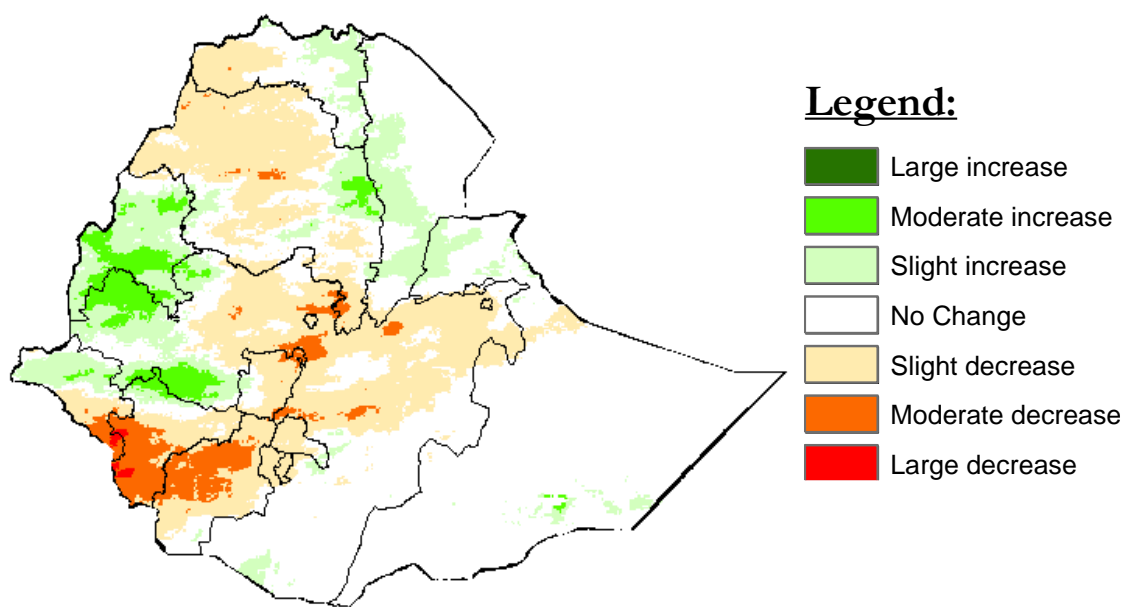 Legend:
Large increase
Moderate increase
Slight increase
No Change
Slight decrease
Moderate decrease
Large decrease